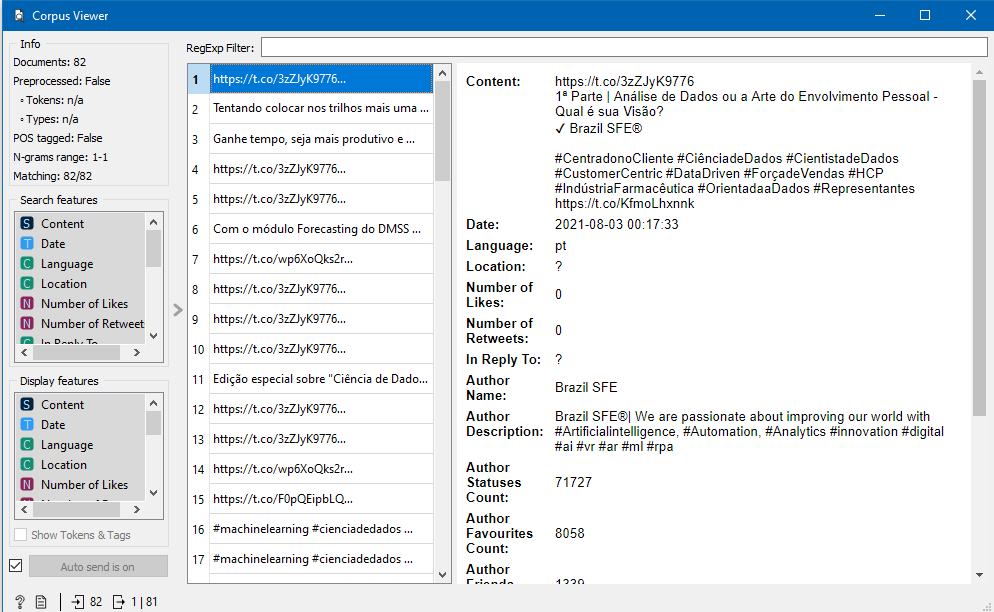 Corpus Viewer
Info
Documents: 82
Preprocessed: False
◦ Tokens: n/a
◦ Types: n/a
POS tagged: False
N-grams range: 1-1
Matching: 82/82
Search features
S Content
T Date
C Language
C Location
N Number of Likes
N Number of Retweet
C In Reply To
Display features
S Content
T Date
C Language
C Location
N Number of Likes
Show Tokens & Tags
Auto send is on
? 82 1 | 81
RegExp Filter:
1 https://t.co/3zZJyK9776...
2 Tentando colocar nos trilhos mais uma ...
3 Ganhe tempo, seja mais produtivo e ...
4 https://t.co/3zZJyK9776...
5 https://t.co/3zZJyK9776...
6 Com o módulo Forecasting do DMSS ...
7 https://t.co/wp6XoQks2r...
8 https://t.co/3zZJyK9776...
9 https://t.co/3zZJyK9776...
10 https://t.co/3zZJyK9776...
11 Edição especial sobre "Ciência de Dado...
12 https://t.co/3zZJyK9776...
13 https://t.co/3zZJyK9776...
14 https://t.co/wp6XoQks2r...
15 https://t.co/F0pQEipbLQ...
16 #machinelearning #cienciadedados ...
17 #machinelearning #cienciadedados ...
Content: https://t.co/3zZJyK9776
1ª Parte | Análise de Dados ou a Arte do Envolvimento Pessoal -
Qual é sua Visão?
✓ Brazil SFE®
#CentradonoCliente #CiênciadeDados #CientistadeDados
#CustomerCentric #DataDriven #ForçadeVendas #HCP
#IndústriaFarmacêutica #OrientadaaDados #Representantes
https://t.co/KfmoLhxnnk
Date: 2021-08-03 00:17:33
Language: pt
Location: ?
Number of
Likes: 0
Number of
Retweets: 0
In Reply To: ?
Author
Name: Brazil SFE
Author Brazil SFE®| We are passionate about improving our world with
Description: #Artificialintelligence, #Automation, #Analytics #innovation #digital
#ai #vr #ar #ml #rpa
Author
Statuses 71727
Count:
Author
Favourites 8058
Count:
Author
Friends 1339